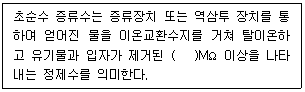 초순수 증류수는 증류장치 또는 역삼투 장치를 통
하여 얻어진 물을 이온교환수지를 거쳐 탈이온하
고 유기물과 입자가 제거된 (    )MΩ 이상을 나타
내는 정제수를 의미한다.